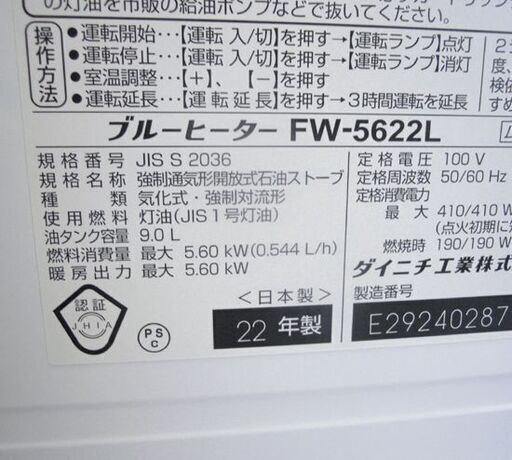 の灯油を市販の給油ポンプなどで抜いてください。
操作方法
●運転開始…【運転 入/切】を押す→【運転ランプ】点灯
●運転停止…【運転 入/切】を押す→【運転ランプ】消灯
●室温調整…【+】、【-】を押す
●運転延長…【運転延長】を押す→3時間運転を延長
ブルーヒーター FW-5622L
規格番号 JIS S 2036
規格名称 強制通気形開放式石油ストーブ
種類 気化式・強制対流形
使用燃料 灯油(JIS1号灯油)
油タンク容量 9.0 L
燃料消費量 最大 5.60 kW(0.544 L/h)
暖房出力 最大 5.60 kW
定格電圧 100 V
定格周波数 50/60 Hz
定格消費電力
最大 410/410 W
(点火初期に
燃焼時 190/190 W
ダイニチ工業株式
製造番号
E29240287
<日本製>
22 年製
認証
JHIA
PS
C